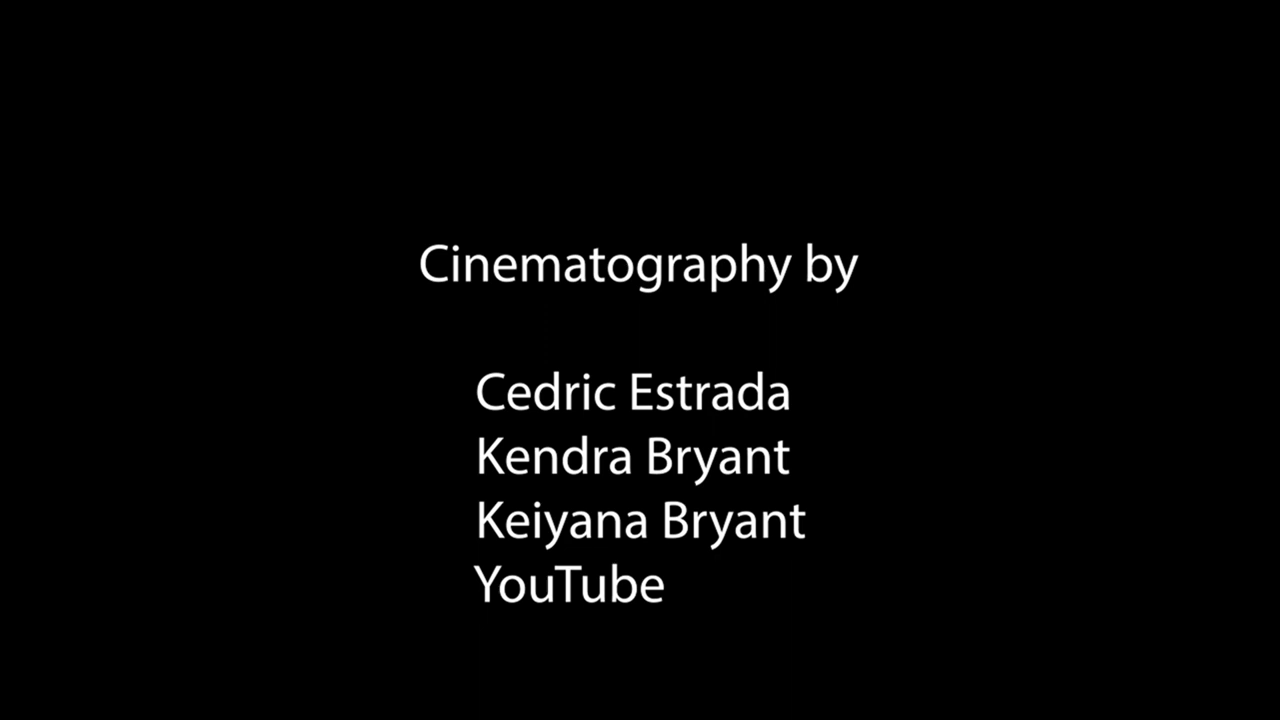 Cinematography by
Cedric Estrada
Kendra Bryant
Keiyana Bryant
YouTube